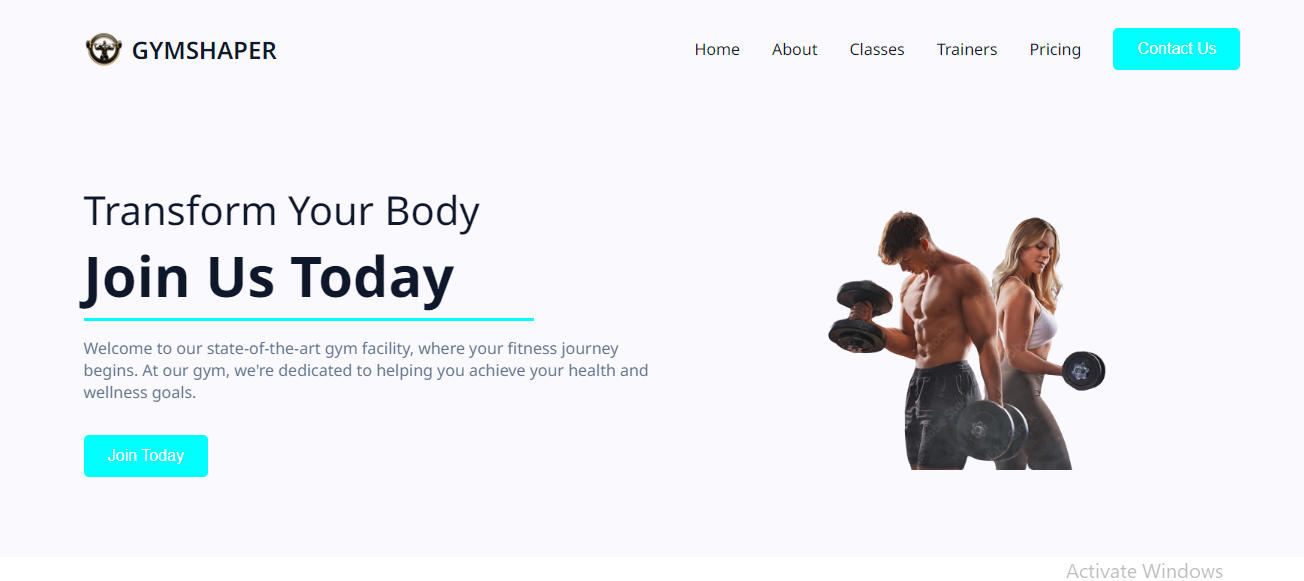 GYMSHAPER
Home About Classes Trainers Pricing Contact Us
Transform Your Body
Join Us Today
Welcome to our state-of-the-art gym facility, where your fitness journey
begins. At our gym, we're dedicated to helping you achieve your health and
wellness goals.
Join Today
Activate Windows